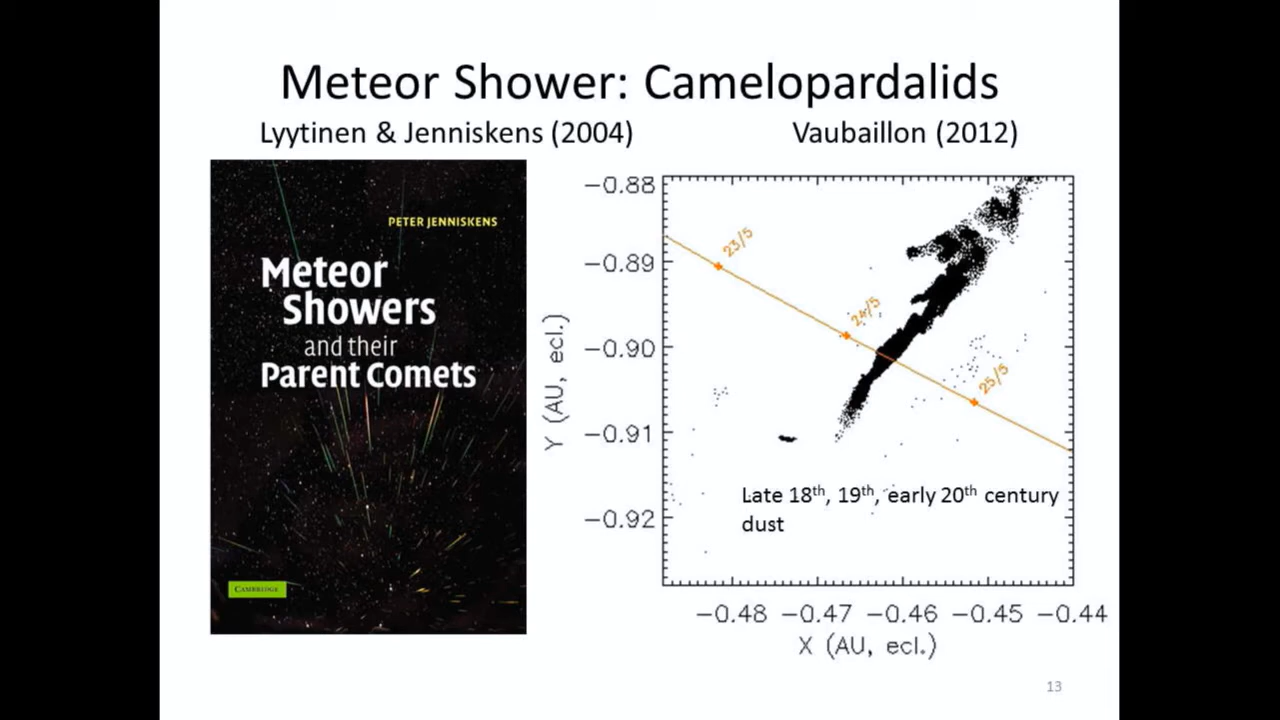 Meteor Shower: Camelopardalids
Lyytinen & Jenniskens (2004)
Vaubaillon (2012)
PETER JENNISKENS
Meteor
Showers
and their
Parent Comets
CAMBRIDGE
−0.88
−0.89
−0.90
−0.91
−0.92
Y (AU, ecl.)
23/5
24/5
25/5
Late 18th, 19th, early 20th century
dust
−0.48 −0.47 −0.46 −0.45 −0.44
X (AU, ecl.)
13